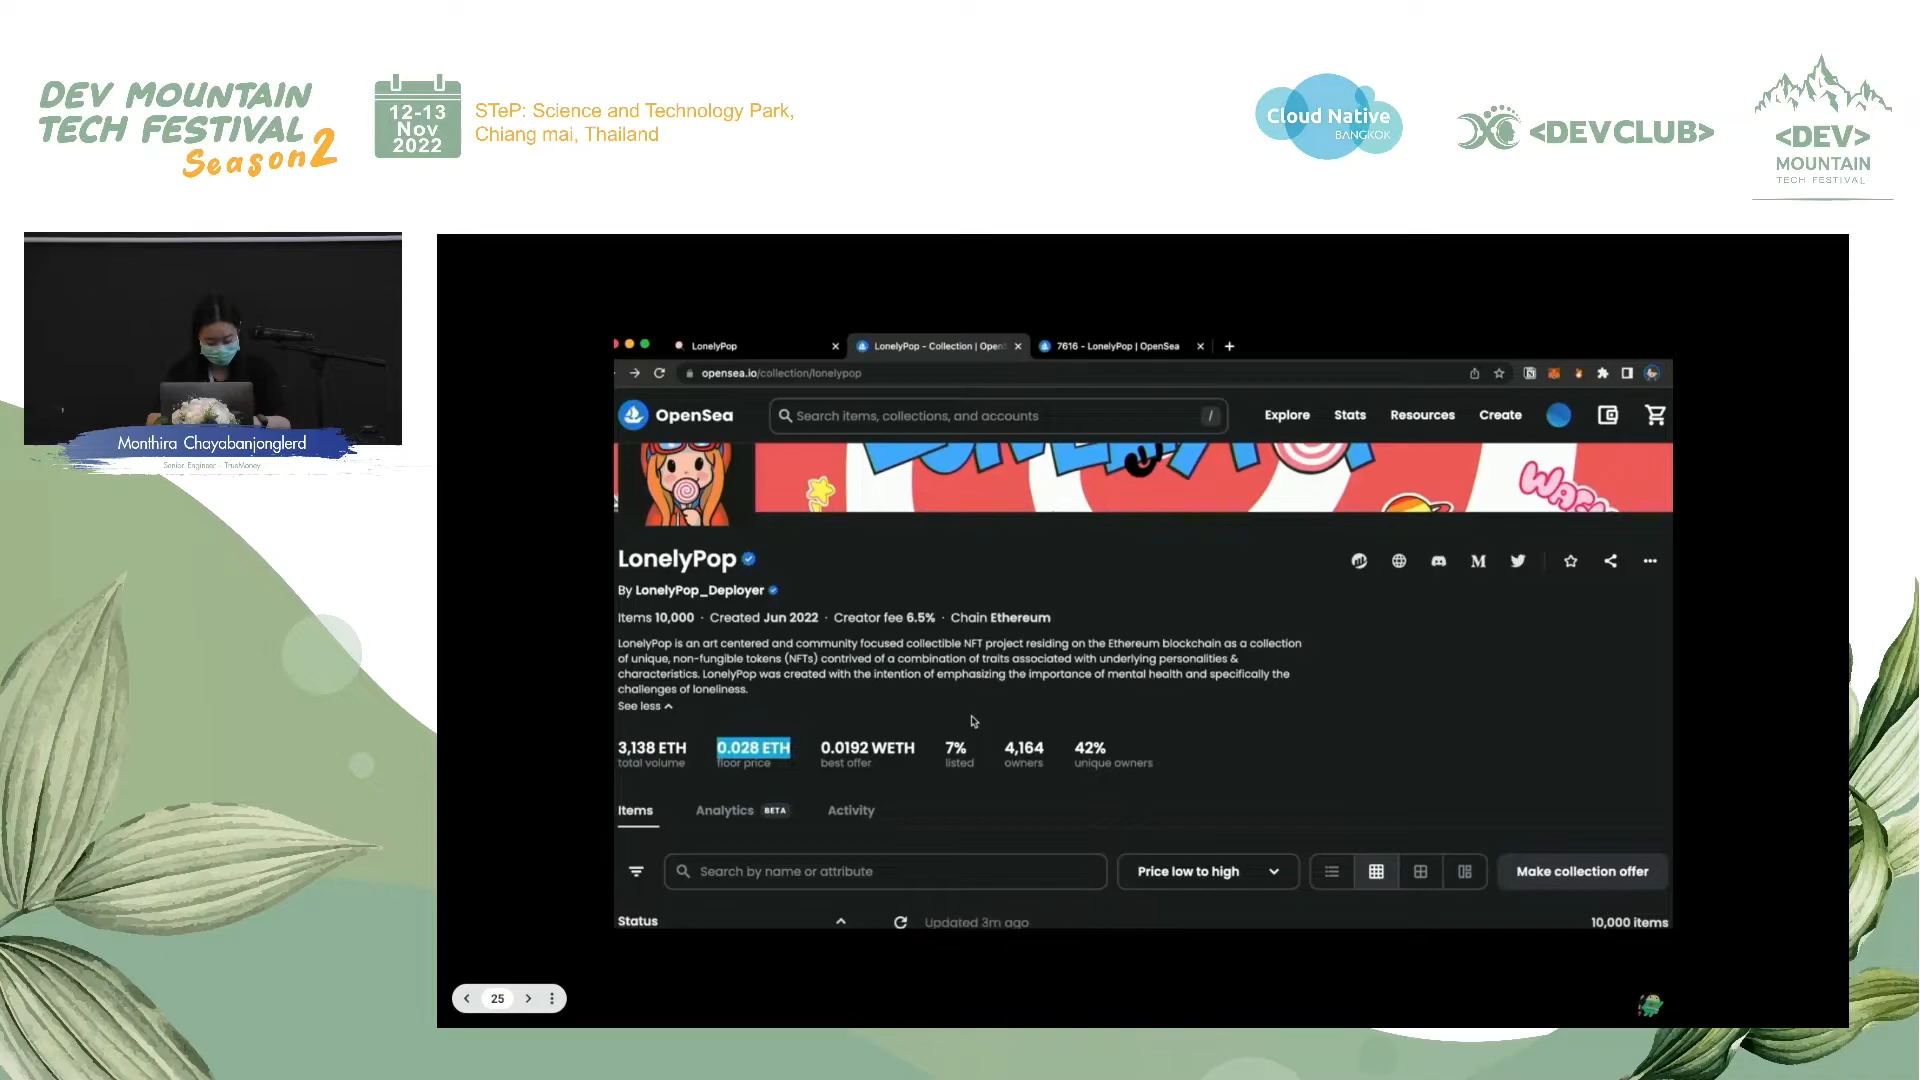 DEV MOUNTAIN
TECH FESTIVAL
Season 2
12-13
Nov
2022
STeP: Science and Technology Park,
Chiang mai, Thailand
Cloud Native
BANGKOK
<DEVCLUB>
<DEV>
MOUNTAIN
TECH FESTIVAL
Monthira Chayabanjonglerd
Senior Engineer - TrueMoney
LonelyPop
LonelyPop - Collection | Open
7616 - LonelyPop | OpenSea
opensea.io/collection/lonelypop
OpenSea
Search items, collections, and accounts
/
Explore
Stats
Resources
Create
LonelyPop
By LonelyPop_Deployer
Items 10,000 · Created Jun 2022 · Creator fee 6.5% · Chain Ethereum
LonelyPop is an art centered and community focused collectible NFT project residing on the Ethereum blockchain as a collection
of unique, non-fungible tokens (NFTs) contrived of a combination of traits associated with underlying personalities &
characteristics. LonelyPop was created with the intention of emphasizing the importance of mental health and specifically the
challenges of loneliness.
See less
3,138 ETH
total volume
0.028 ETH
floor price
0.0192 WETH
best offer
7%
listed
4,164
owners
42%
unique owners
Items
Analytics BETA
Activity
Search by name or attribute
Price low to high
Make collection offer
Status
Updated 3m ago
10,000 items
25